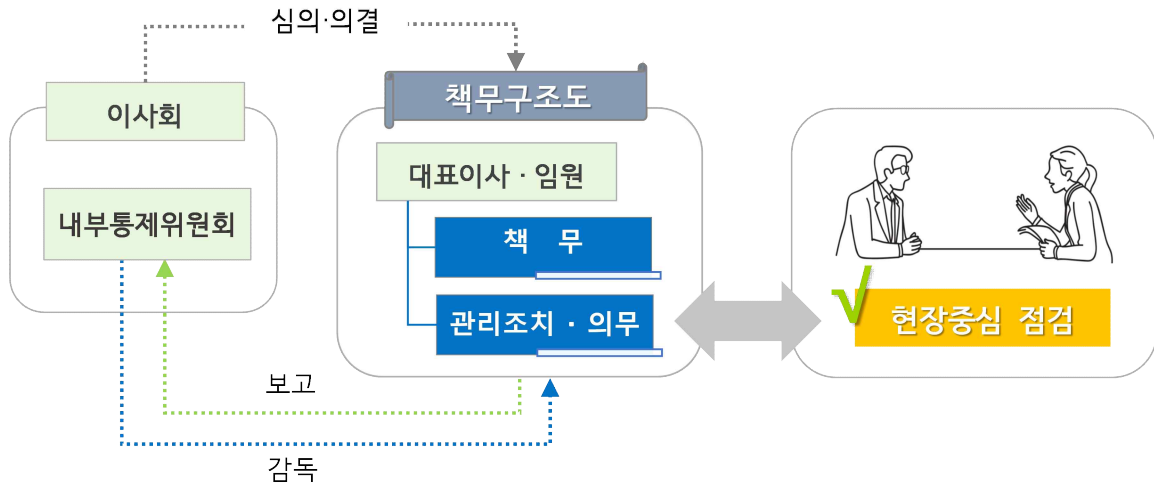 심의·의결
이사회
내부통제위원회
책무구조도
대표이사 · 임원
책 무
관리조치 · 의무
현장중심 점검
보고
감독